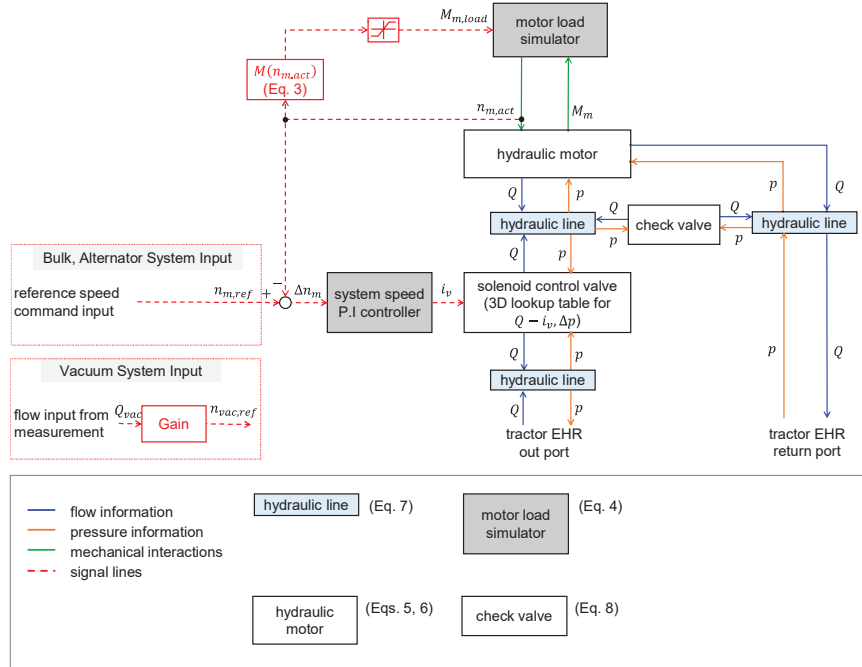 M_{m,load}
motor load
simulator
M(n_{m,act})
(Eq. 3)
n_{m,act}
M_m
hydraulic motor
Q
p
p
Q
Q
Q
hydraulic line
check valve
hydraulic line
p
p
Q
p
Bulk, Alternator System Input
reference speed
command input
n_{m,ref}
+
−
Δn_m
system speed
P.I controller
i_v
solenoid control valve
(3D lookup table for
Q − i_v, Δp)
Q
p
p
Q
Vacuum System Input
flow input from
measurement
Q_{vac}
Gain
n_{vac,ref}
hydraulic line
Q
p
tractor EHR
out port
tractor EHR
return port
flow information
pressure information
mechanical interactions
signal lines
hydraulic line
(Eq. 7)
motor load
simulator
(Eq. 4)
hydraulic
motor
(Eqs. 5, 6)
check valve
(Eq. 8)